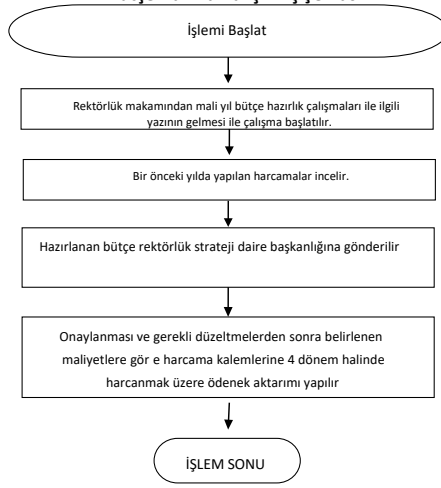 İşlemi Başlat
Rektörlük makamından mali yıl bütçe hazırlık çalışmaları ile ilgili
yazının gelmesi ile çalışma başlatılır.
Bir önceki yılda yapılan harcamalar incelir.
Hazırlanan bütçe rektörlük strateji daire başkanlığına gönderilir
Onaylanması ve gerekli düzeltmelerden sonra belirlenen
maliyetlere gör e harcama kalemlerine 4 dönem halinde
harcanmak üzere ödenek aktarımı yapılır
İŞLEM SONU